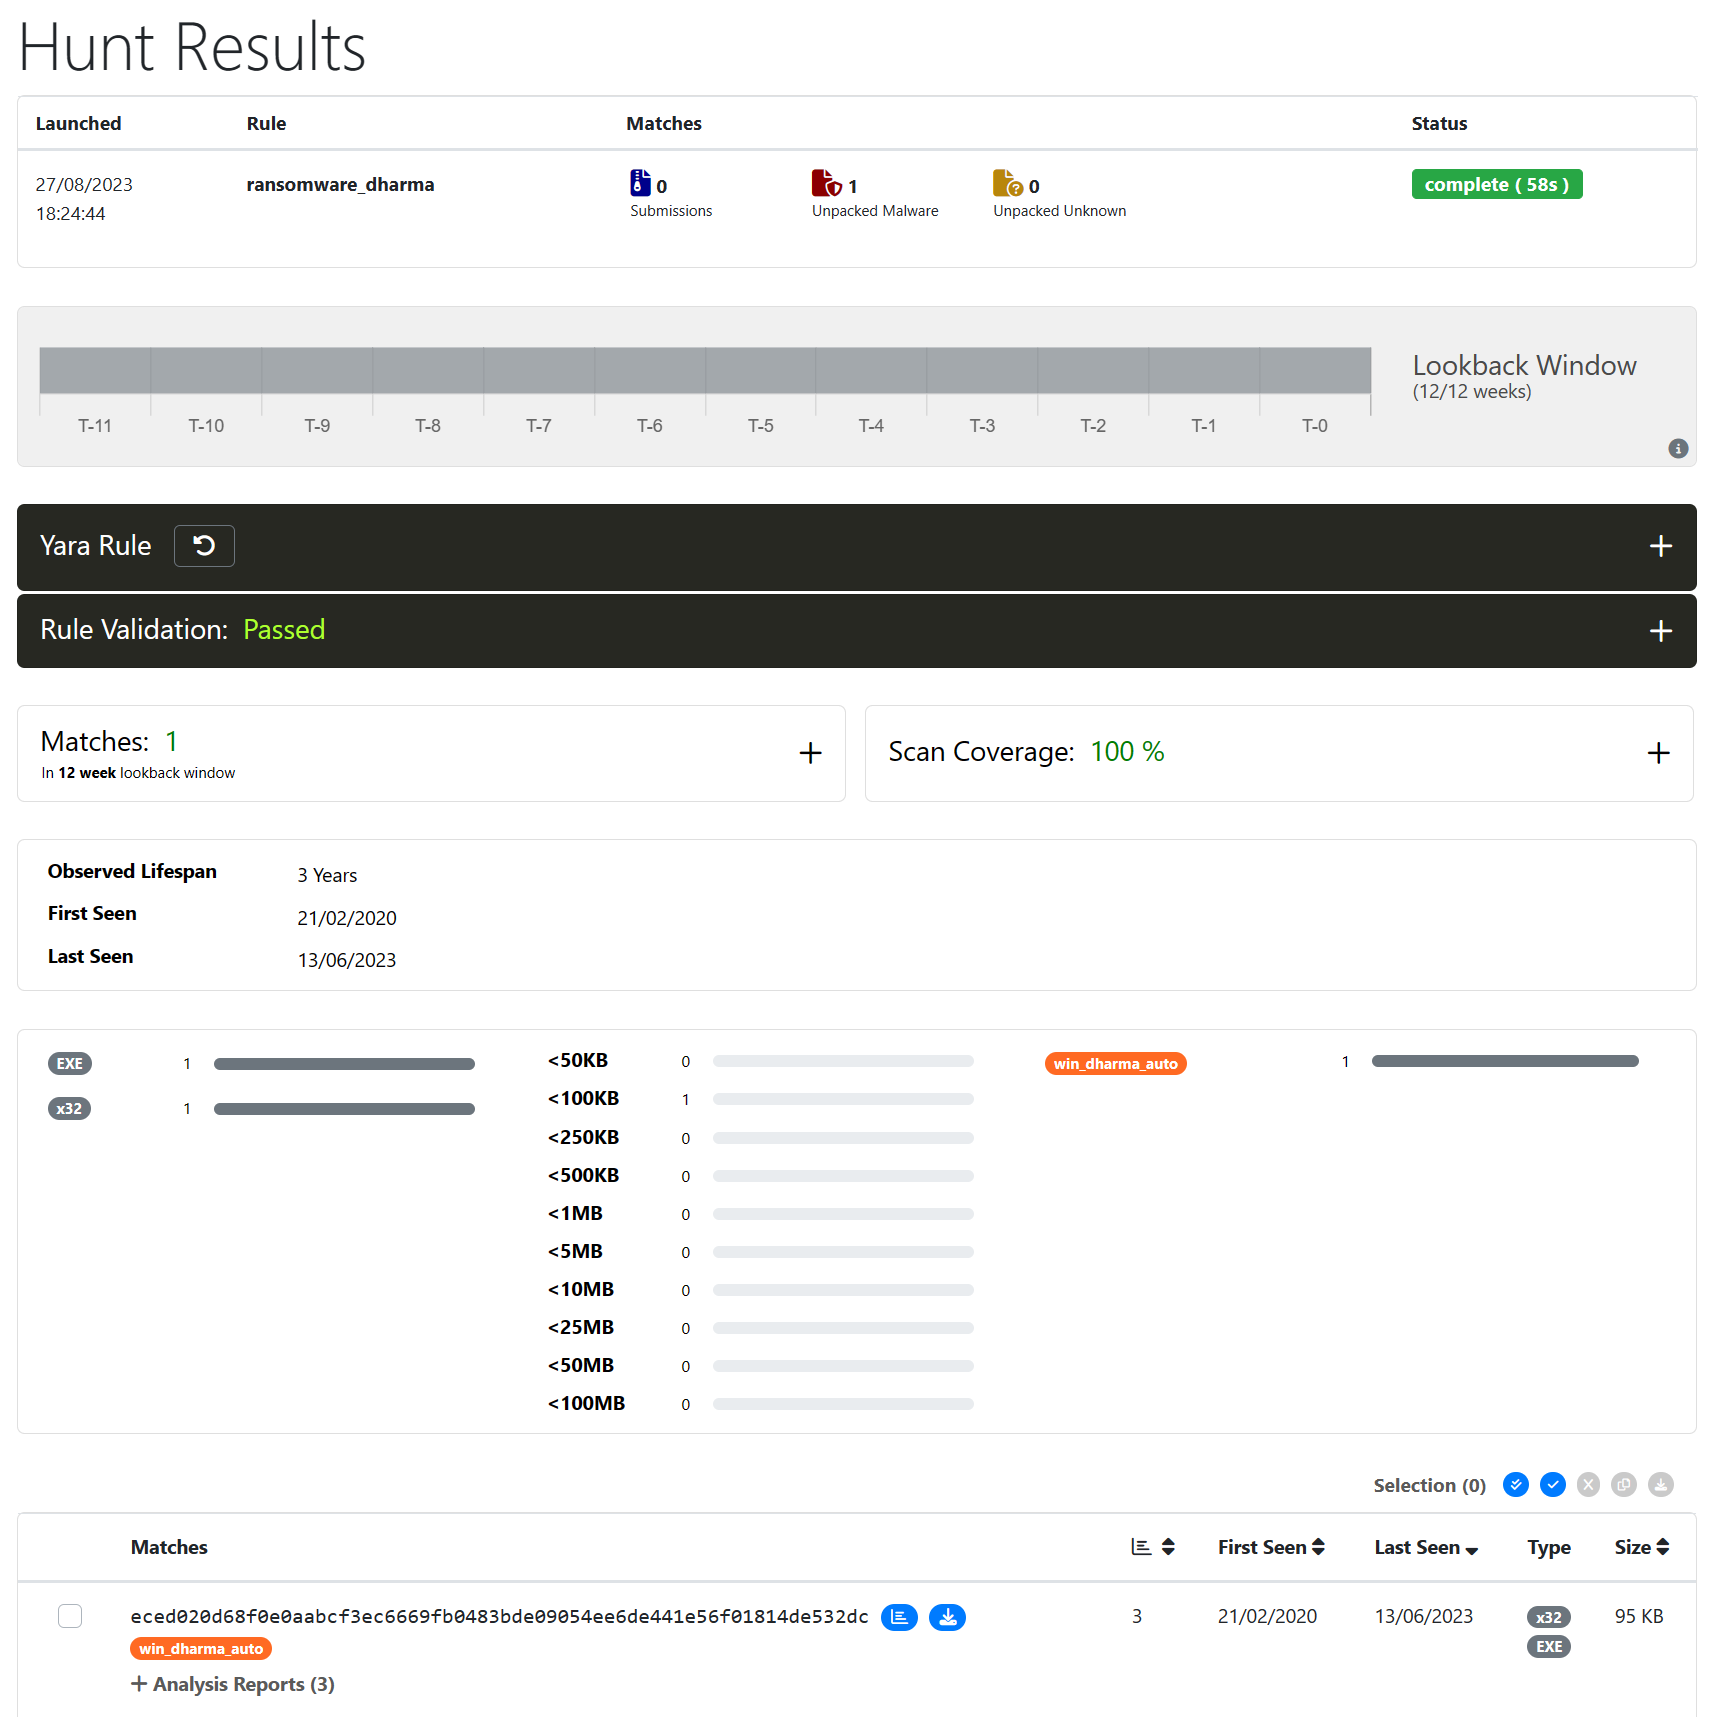 Hunt Results
Launched Rule Matches Status
27/08/2023 18:24:44 ransomware_dharma 0 Submissions 1 Unpacked Malware 0 Unpacked Unknown complete ( 58s )
Lookback Window
(12/12 weeks)
T-11 T-10 T-9 T-8 T-7 T-6 T-5 T-4 T-3 T-2 T-1 T-0
Yara Rule
Rule Validation: Passed
Matches: 1
In 12 week lookback window
Scan Coverage: 100 %
Observed Lifespan 3 Years
First Seen 21/02/2020
Last Seen 13/06/2023
EXE 1
x32 1
<50KB 0
<100KB 1
<250KB 0
<500KB 0
<1MB 0
<5MB 0
<10MB 0
<25MB 0
<50MB 0
<100MB 0
win_dharma_auto 1
Selection (0)
Matches First Seen Last Seen Type Size
eced020d68f0e0aabcf3ec6669fb0483bde09054ee6de441e56f01814de532dc 3 21/02/2020 13/06/2023 x32 95 KB
win_dharma_auto EXE
Analysis Reports (3)